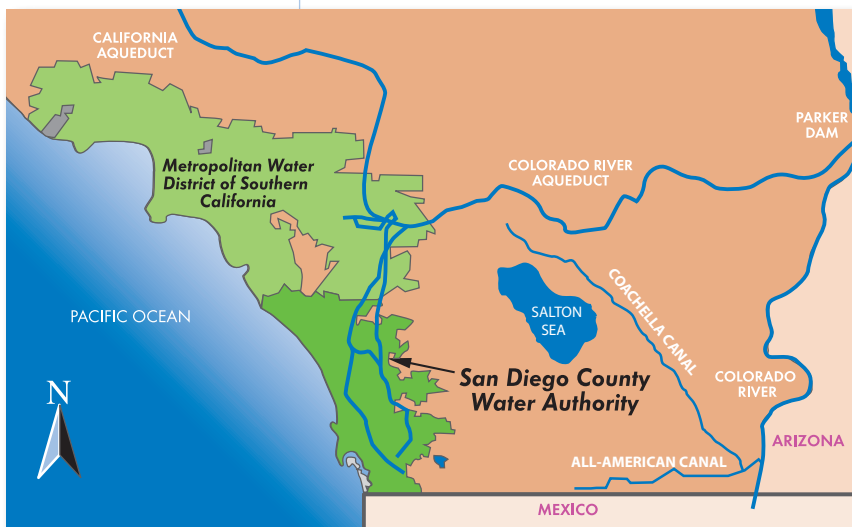 CALIFORNIA
AQUEDUCT
PARKER
DAM
Metropolitan Water
District of Southern
California
COLORADO RIVER
AQUEDUCT
PACIFIC OCEAN
SALTON
SEA
COACHELLA CANAL
San Diego County
Water Authority
COLORADO
RIVER
N
ARIZONA
ALL-AMERICAN CANAL
MEXICO